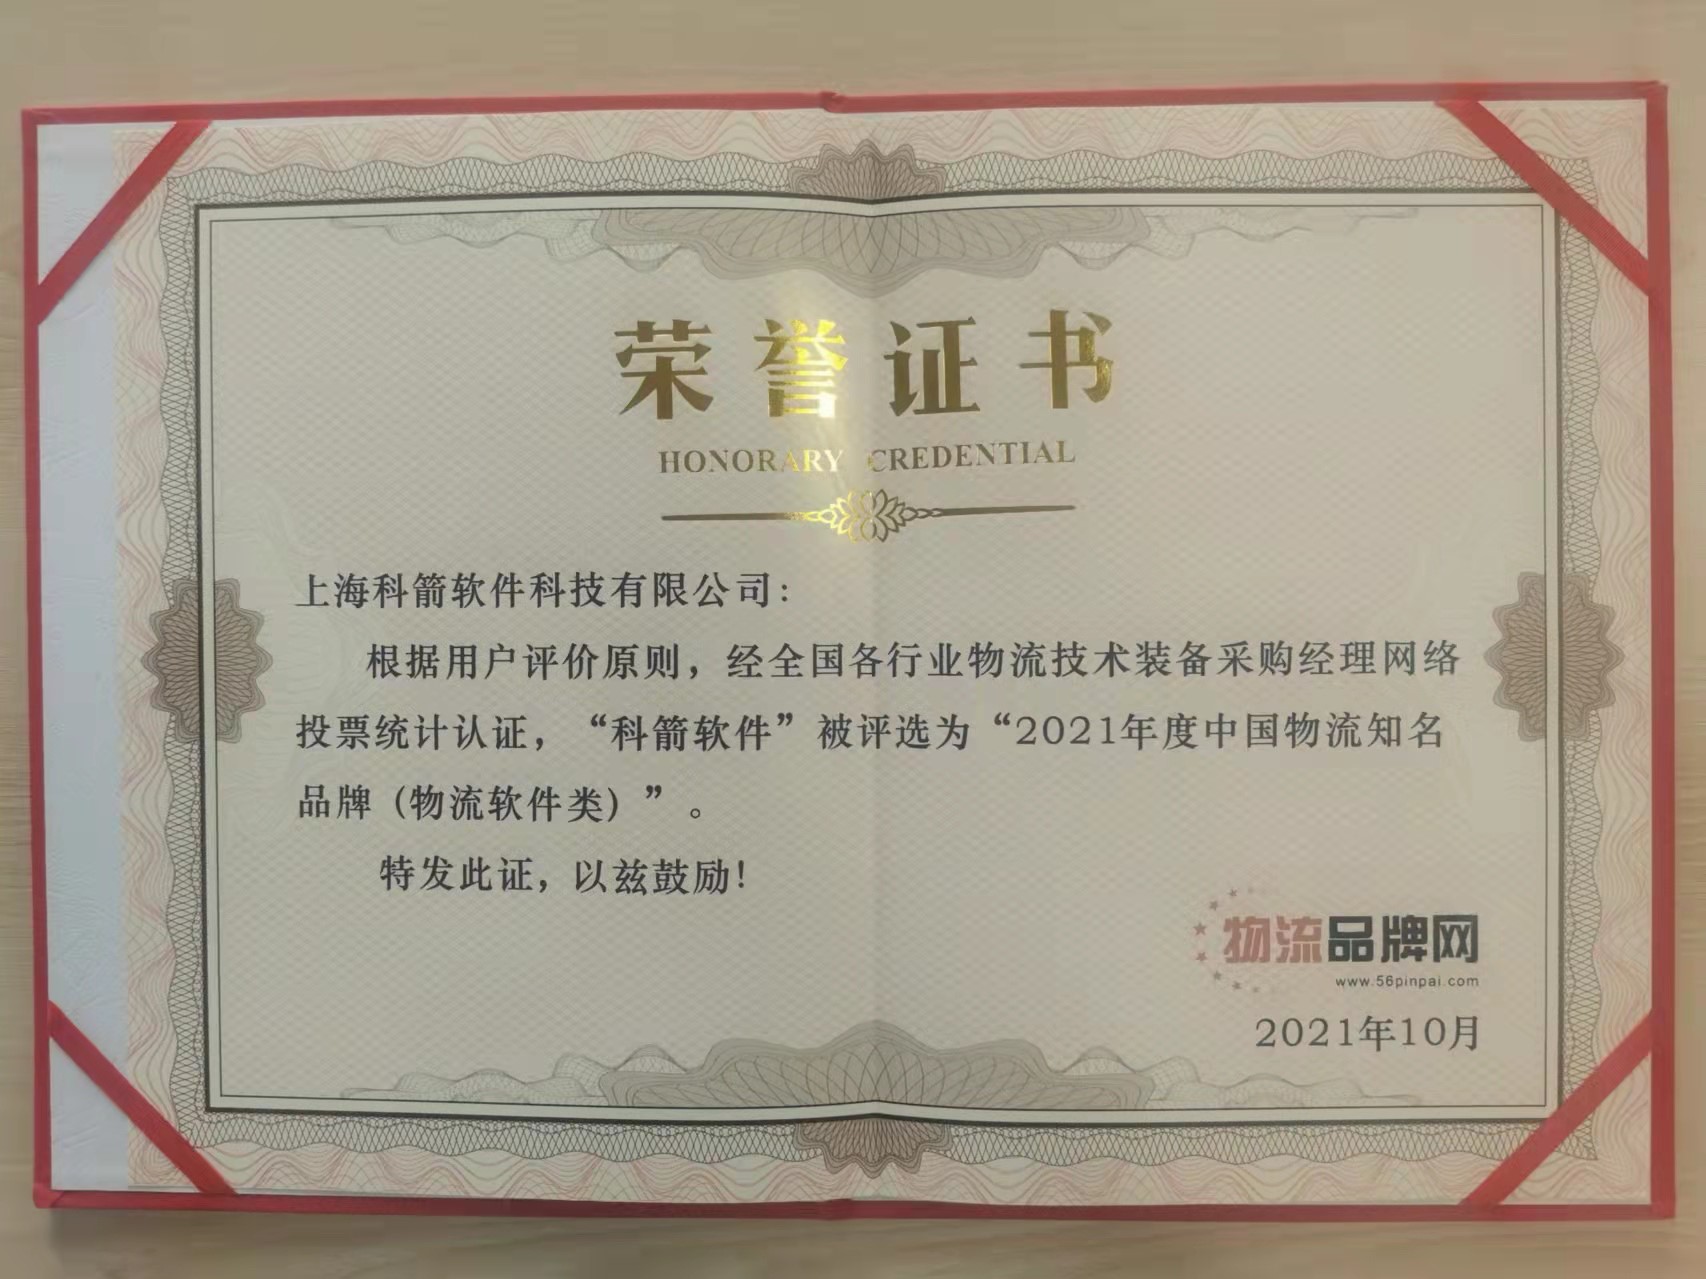 荣誉证书
HONORARY CREDENTIAL
上海科箭软件科技有限公司：
根据用户评价原则，经全国各行业物流技术装备采购经理网络
投票统计认证，“科箭软件”被评选为“2021年度中国物流知名
品牌（物流软件类）”。
特发此证，以兹鼓励！
物流品牌网
www.56pinpai.com
2021年10月